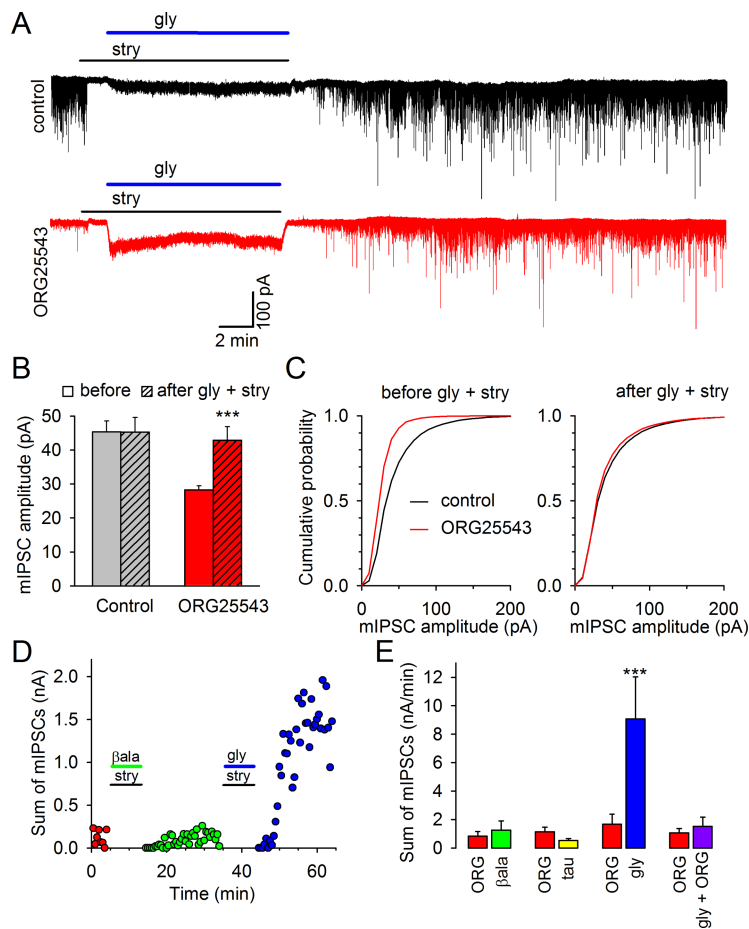 A
gly
stry
control
gly
stry
ORG25543
100 pA
2 min
B
before
after gly + stry
mIPSC amplitude (pA)
50
40
30
20
10
0
***
Control
ORG25543
C
before gly + stry
after gly + stry
Cumulative probability
1.0
0.5
0.0
control
ORG25543
0
100
200
mIPSC amplitude (pA)
1.0
0.5
0.0
0
100
200
mIPSC amplitude (pA)
D
Sum of mIPSCs (nA)
2.0
1.5
1.0
0.5
0.0
βala
stry
gly
stry
0
20
40
60
Time (min)
E
Sum of mIPSCs (nA/min)
12
10
8
6
4
2
0
***
ORG
βala
ORG
tau
ORG
gly
ORG
gly + ORG